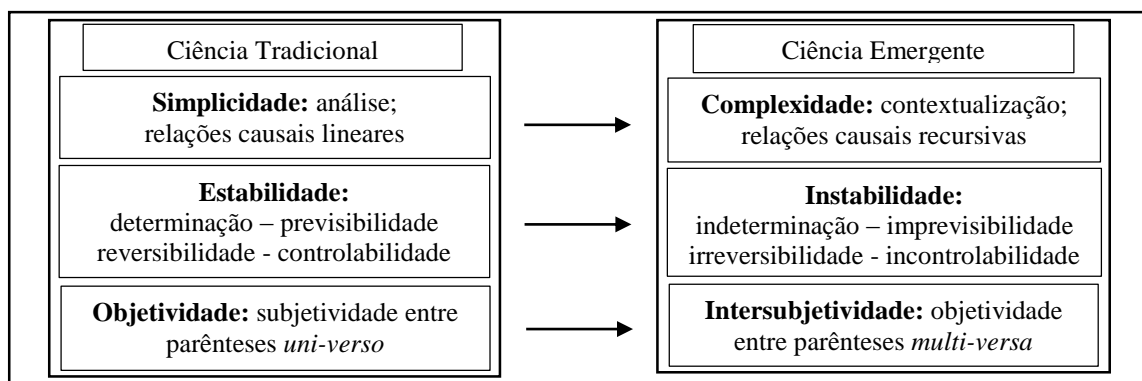 Ciência Tradicional
Simplicidade: análise;
relações causais lineares
Estabilidade:
determinação – previsibilidade
reversibilidade - controlabilidade
Objetividade: subjetividade entre
parênteses uni-verso
Ciência Emergente
Complexidade: contextualização;
relações causais recursivas
Instabilidade:
indeterminação – imprevisibilidade
irreversibilidade - incontrolabilidade
Intersubjetividade: objetividade
entre parênteses multi-versa